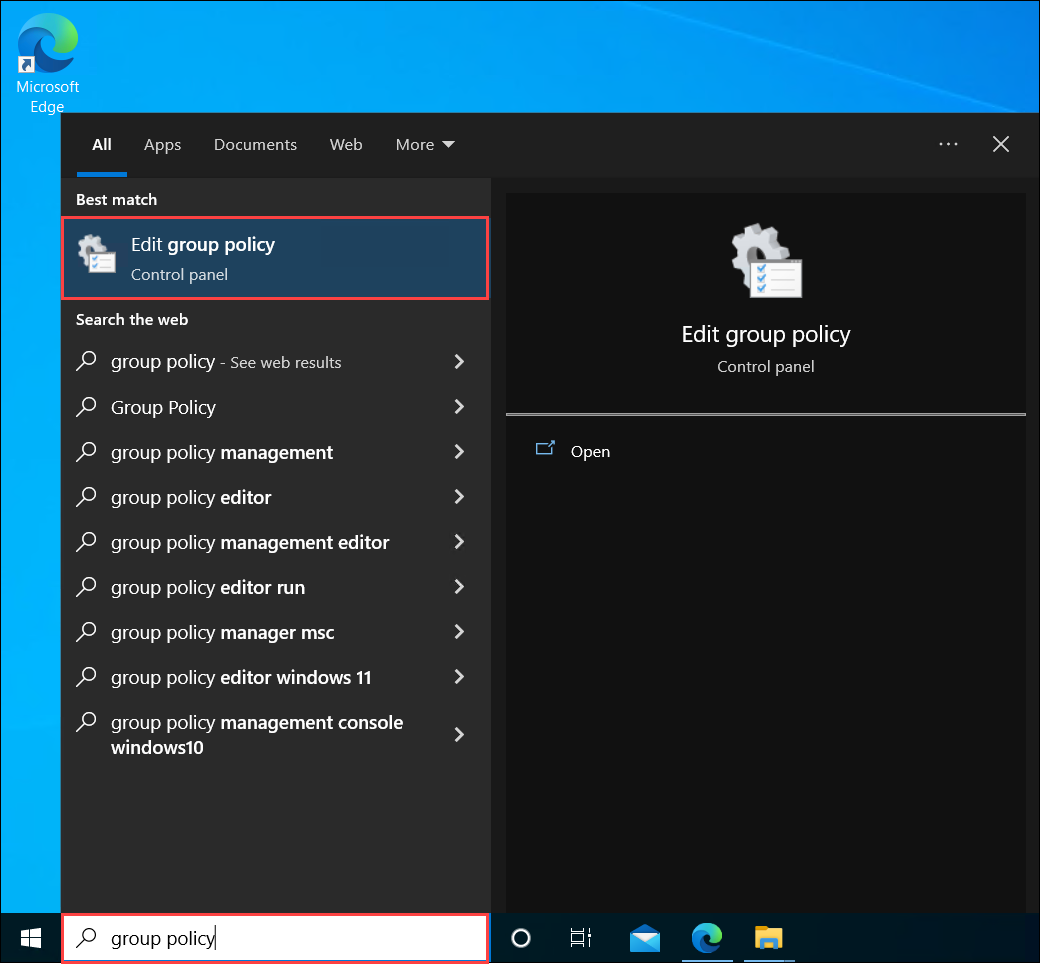 Microsoft
Edge
All Apps Documents Web More
Best match
Edit group policy
Control panel
Search the web
group policy - See web results
Group Policy
group policy management
group policy editor
group policy management editor
group policy editor run
group policy manager msc
group policy editor windows 11
group policy management console
windows10
Edit group policy
Control panel
Open
group policy